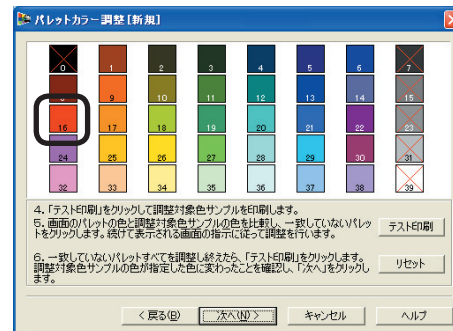 パレットカラー調整[新規]
0 1 2 3 4 5 6 7
8 9 10 11 12 13 14 15
16 17 18 19 20 21 22 23
24 25 26 27 28 29 30 31
32 33 34 35 36 37 38 39
4.「テスト印刷」をクリックして調整対象色サンプルを印刷します。
5. 画面のパレットの色と調整対象色サンプルの色を比較し、一致していないパレッ
トをクリックします。続けて表示される画面の指示に従って調整を行います。
テスト印刷
6. 一致していないパレットすべてを調整し終えたら、「テスト印刷」をクリックします。
調整対象色サンプルの色が指定した色に変わったことを確認し、「次へ」をクリックし
ます。
リセット
< 戻る(B) 次へ(N) > キャンセル ヘルプ